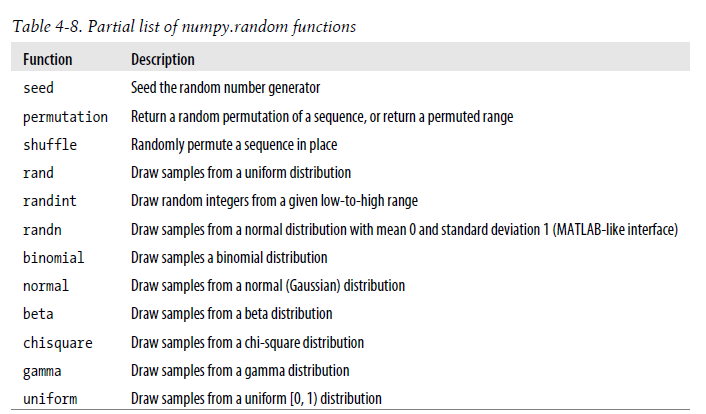 Table 4-8. Partial list of numpy.random functions
Function Description
seed Seed the random number generator
permutation Return a random permutation of a sequence, or return a permuted range
shuffle Randomly permute a sequence in place
rand Draw samples from a uniform distribution
randint Draw random integers from a given low-to-high range
randn Draw samples from a normal distribution with mean 0 and standard deviation 1 (MATLAB-like interface)
binomial Draw samples a binomial distribution
normal Draw samples from a normal (Gaussian) distribution
beta Draw samples from a beta distribution
chisquare Draw samples from a chi-square distribution
gamma Draw samples from a gamma distribution
uniform Draw samples from a uniform [0, 1) distribution